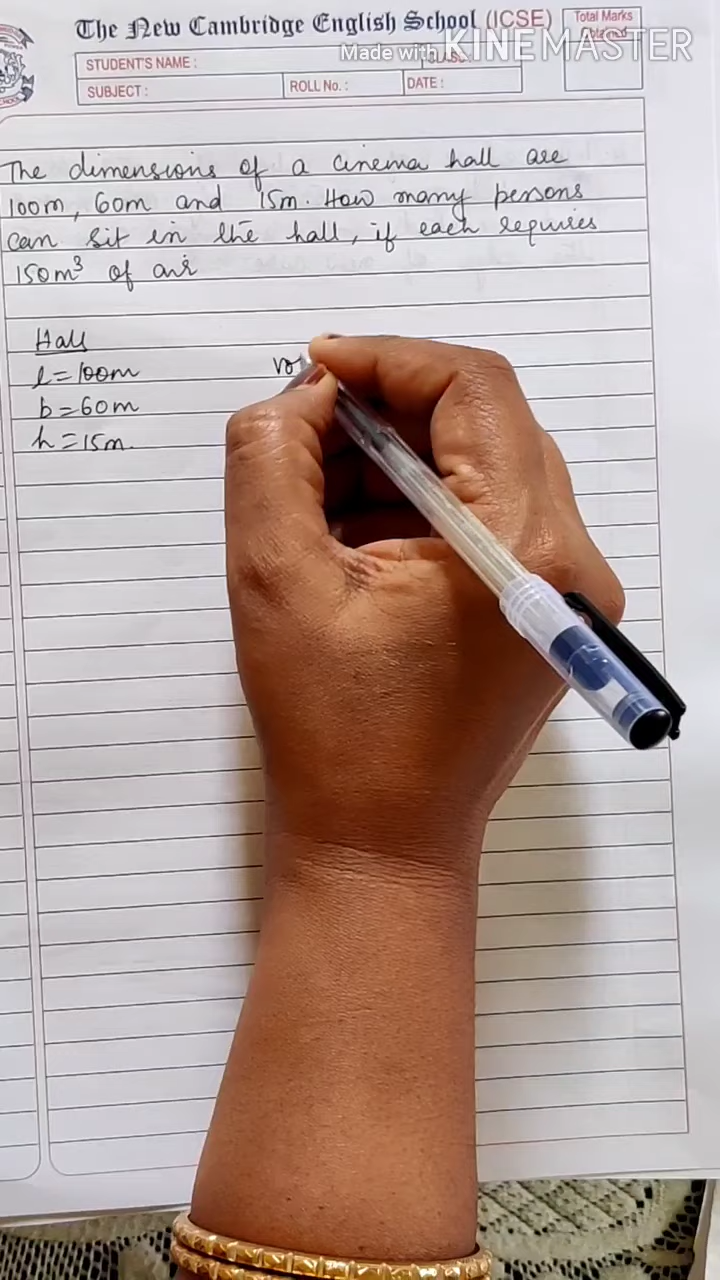 The New Cambridge English School (ICSE)
Total Marks
Obtained
Made with KINEMASTER
STUDENT'S NAME :
SUBJECT :
ROLL No. :
DATE :
The dimensions of a cinema hall are
100m, 60m and 15m. How many persons
can sit in the hall, if each requires
150m³ of air
Hall
l = 100m
b = 60m
h = 15m.
vol